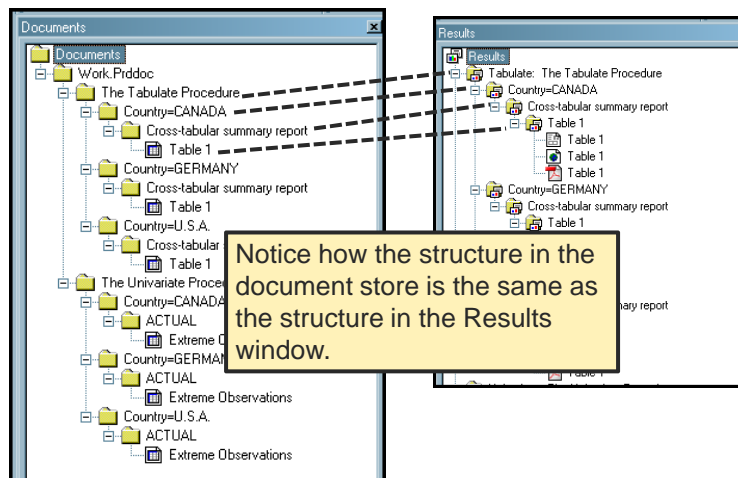 Documents
Documents
Work.Prddoc
The Tabulate Procedure
Country=CANADA
Cross-tabular summary report
Table 1
Country=GERMANY
Cross-tabular summary report
Table 1
Country=U.S.A.
Cross-tabular
Table 1
The Univariate
Country=CANADA
ACTUAL
Extreme
ACTUAL
Extreme Observations
Country=U.S.A.
ACTUAL
Extreme Observations
Notice how the structure in the
document store is the same as
the structure in the Results
window.
Results
Results
Tabulate: The Tabulate Procedure
Country=CANADA
Cross-tabular summary report
Table 1
Table 1
Table 1
Table 1
Country=GERMANY
Cross-tabular summary report
Table 1
report
Table 1